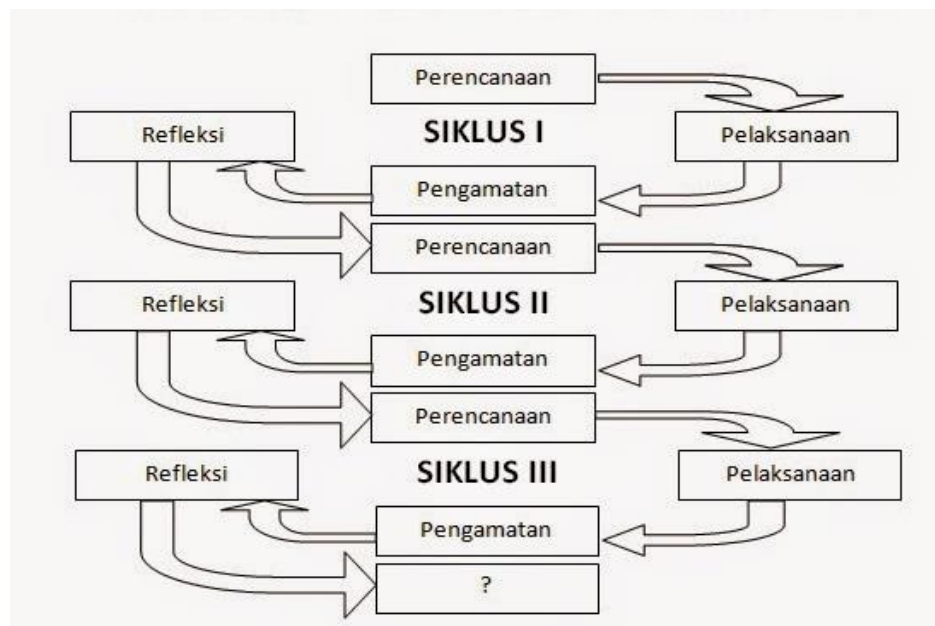 Perencanaan
Refleksi
SIKLUS I
Pelaksanaan
Pengamatan
Perencanaan
Refleksi
SIKLUS II
Pelaksanaan
Pengamatan
Perencanaan
Refleksi
SIKLUS III
Pelaksanaan
Pengamatan
?